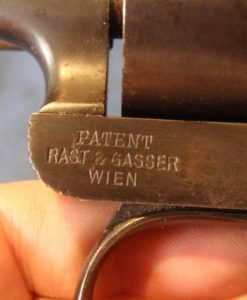 PATENT
RAST & GASSER
WIEN